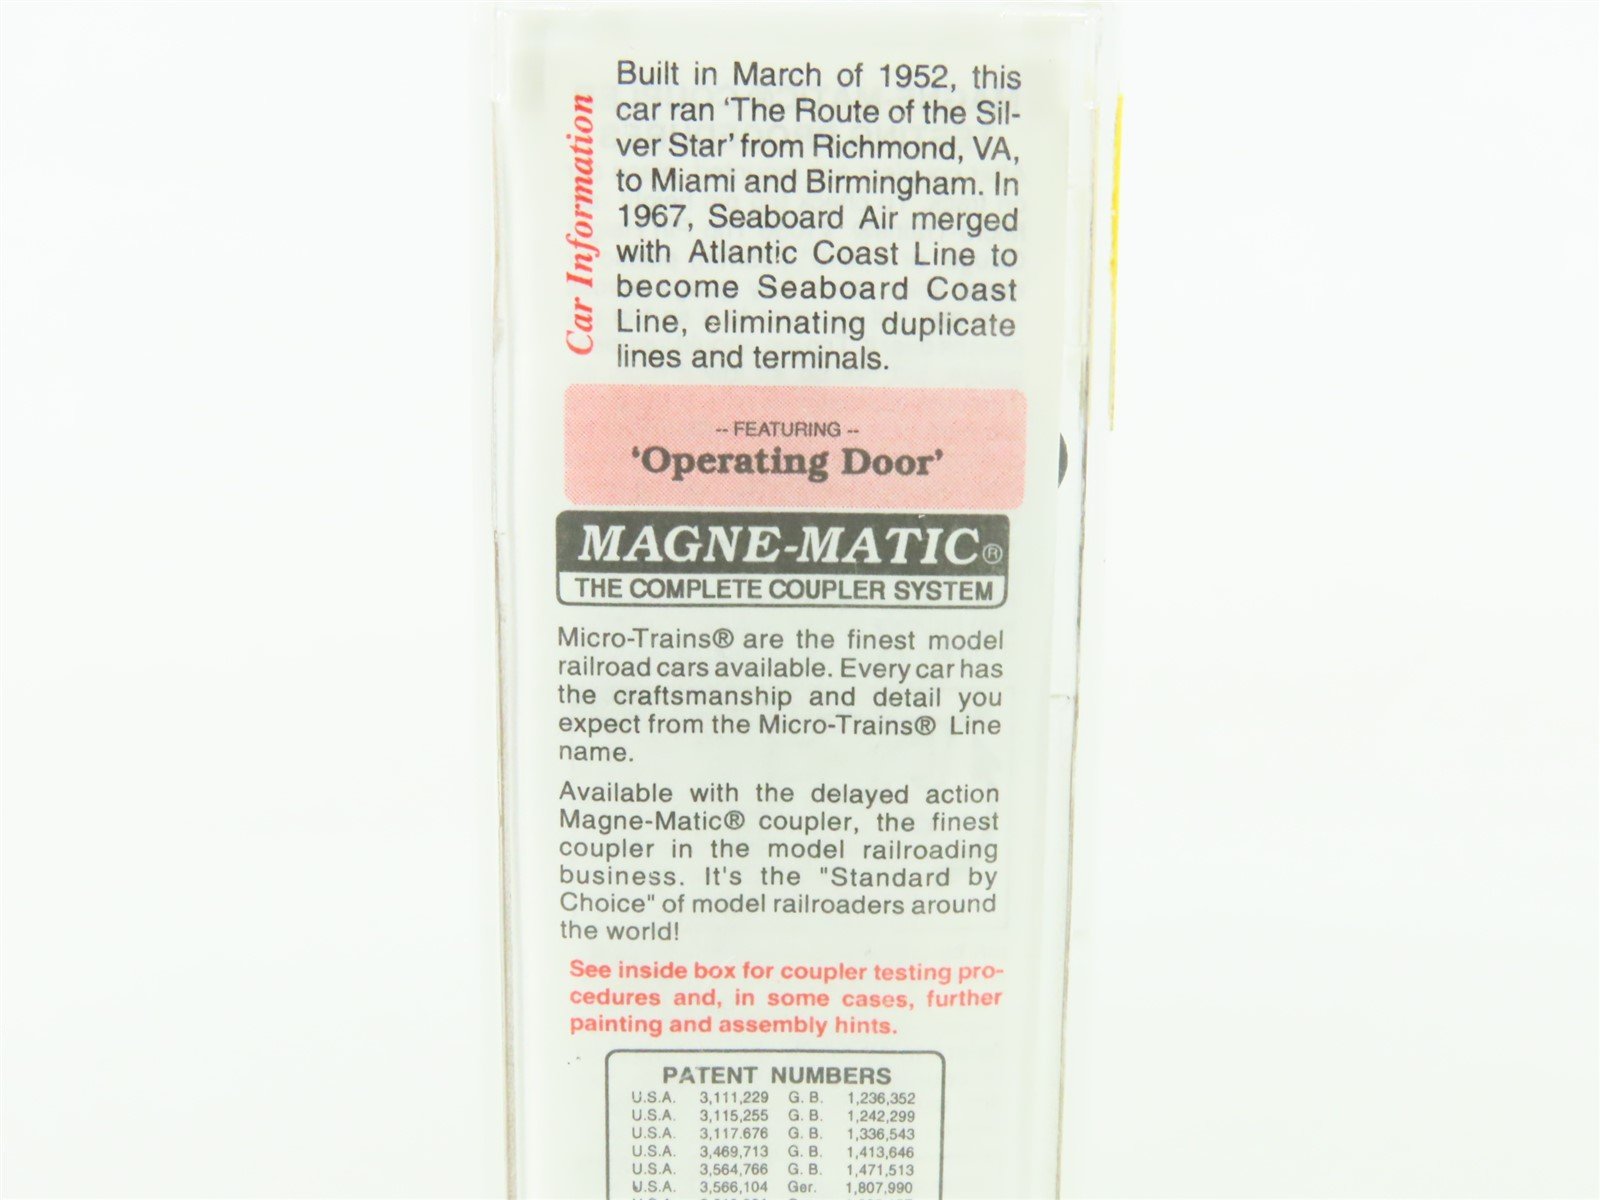 Car Information
Built in March of 1952, this
car ran 'The Route of the Sil-
ver Star' from Richmond, VA,
to Miami and Birmingham. In
1967, Seaboard Air merged
with Atlantic Coast Line to
become Seaboard Coast
Line, eliminating duplicate
lines and terminals.
-- FEATURING --
'Operating Door'
MAGNE-MATIC®
THE COMPLETE COUPLER SYSTEM
Micro-Trains® are the finest model
railroad cars available. Every car has
the craftsmanship and detail you
expect from the Micro-Trains® Line
name.
Available with the delayed action
Magne-Matic® coupler, the finest
coupler in the model railroading
business. It's the "Standard by
Choice" of model railroaders around
the world!
See inside box for coupler testing pro-
cedures and, in some cases, further
painting and assembly hints.
PATENT NUMBERS
U.S.A. 3,111,229 G. B. 1,236,352
U.S.A. 3,115,255 G. B. 1,242,299
U.S.A. 3,117.676 G. B. 1,336,543
U.S.A. 3,469,713 G. B. 1,413,646
U.S.A. 3,564,766 G. B. 1,471,513
U.S.A. 3,566,104 Ger. 1,807,990